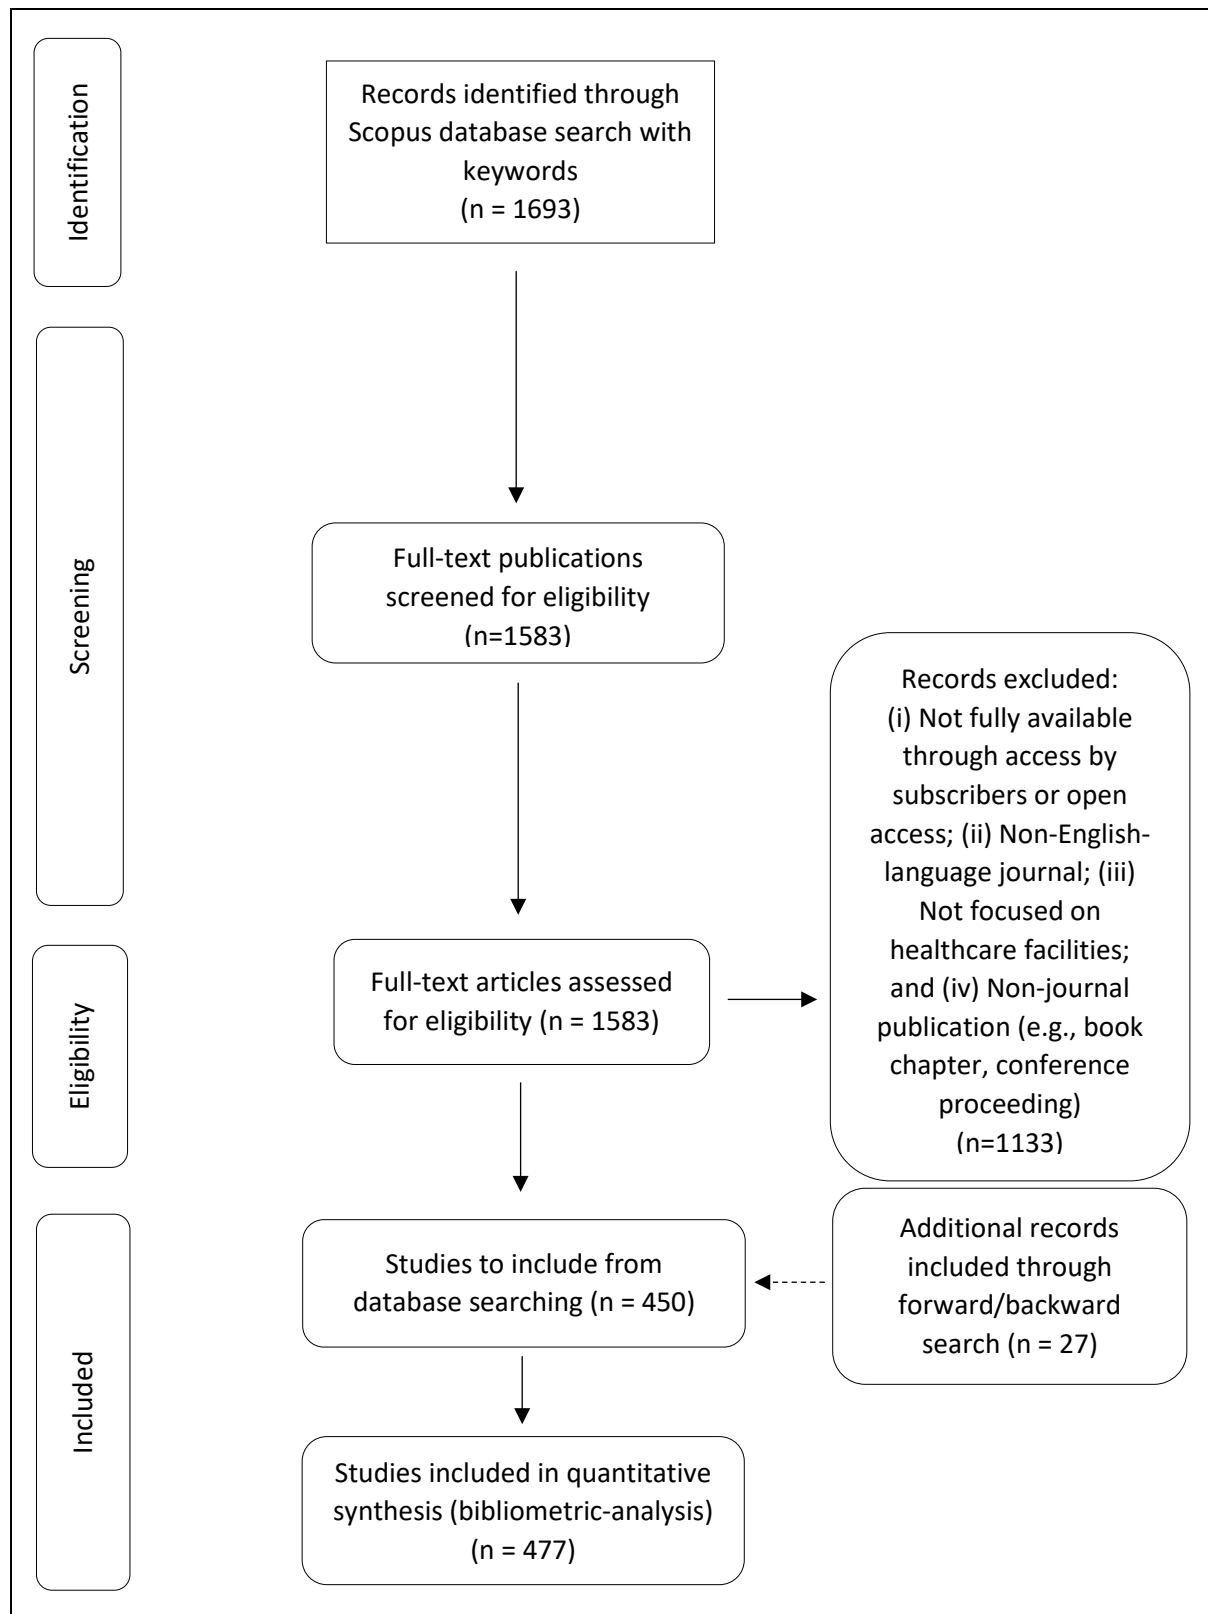 Identification
Records identified through
Scopus database search with
keywords
(n = 1693)
Screening
Full-text publications
screened for eligibility
(n=1583)
Records excluded:
(i) Not fully available
through access by
subscribers or open
access; (ii) Non-English-
language journal; (iii)
Not focused on
healthcare facilities;
and (iv) Non-journal
publication (e.g., book
chapter, conference
proceeding)
(n=1133)
Eligibility
Full-text articles assessed
for eligibility (n = 1583)
Included
Studies to include from
database searching (n = 450)
Additional records
included through
forward/backward
search (n = 27)
Studies included in quantitative
synthesis (bibliometric-analysis)
(n = 477)